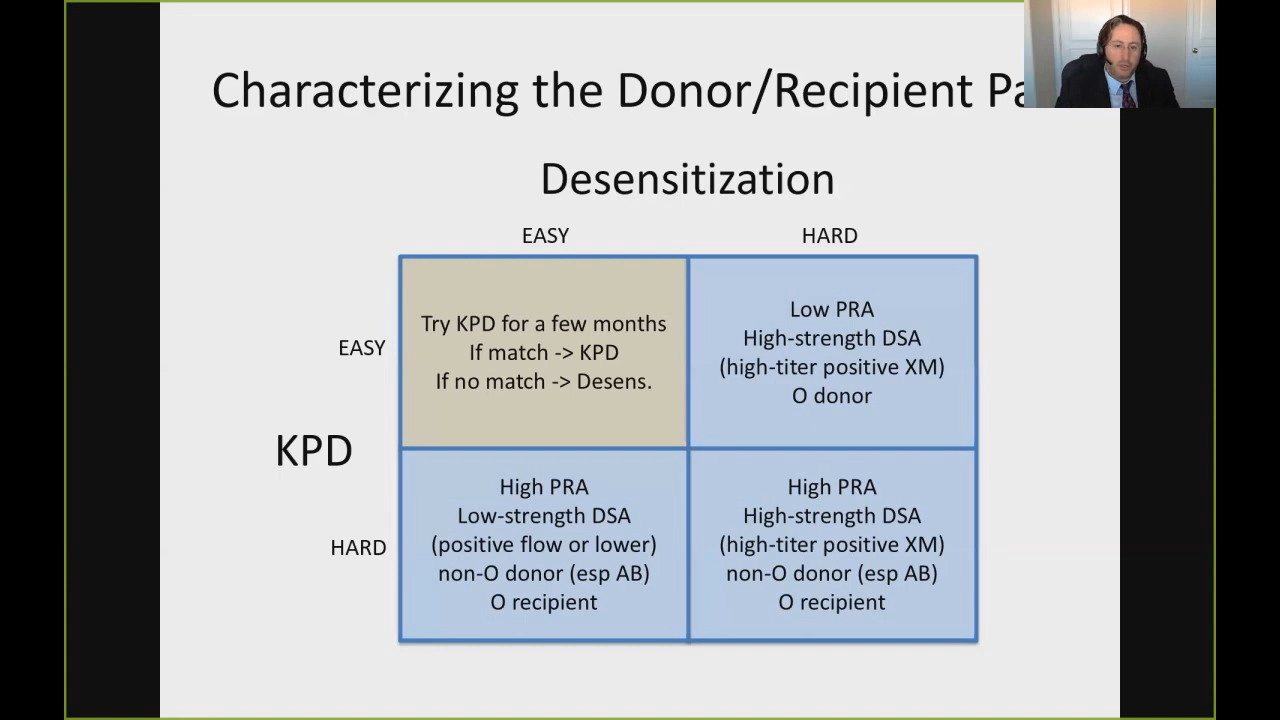 Characterizing the Donor/Recipient
Desensitization
EASY
HARD
Try KPD for a few months
If match -> KPD
If no match -> Desens.
Low PRA
High-strength DSA
(high-titer positive XM)
O donor
EASY
KPD
High PRA
Low-strength DSA
(positive flow or lower)
non-O donor (esp AB)
O recipient
High PRA
High-strength DSA
(high-titer positive XM)
non-O donor (esp AB)
O recipient
HARD